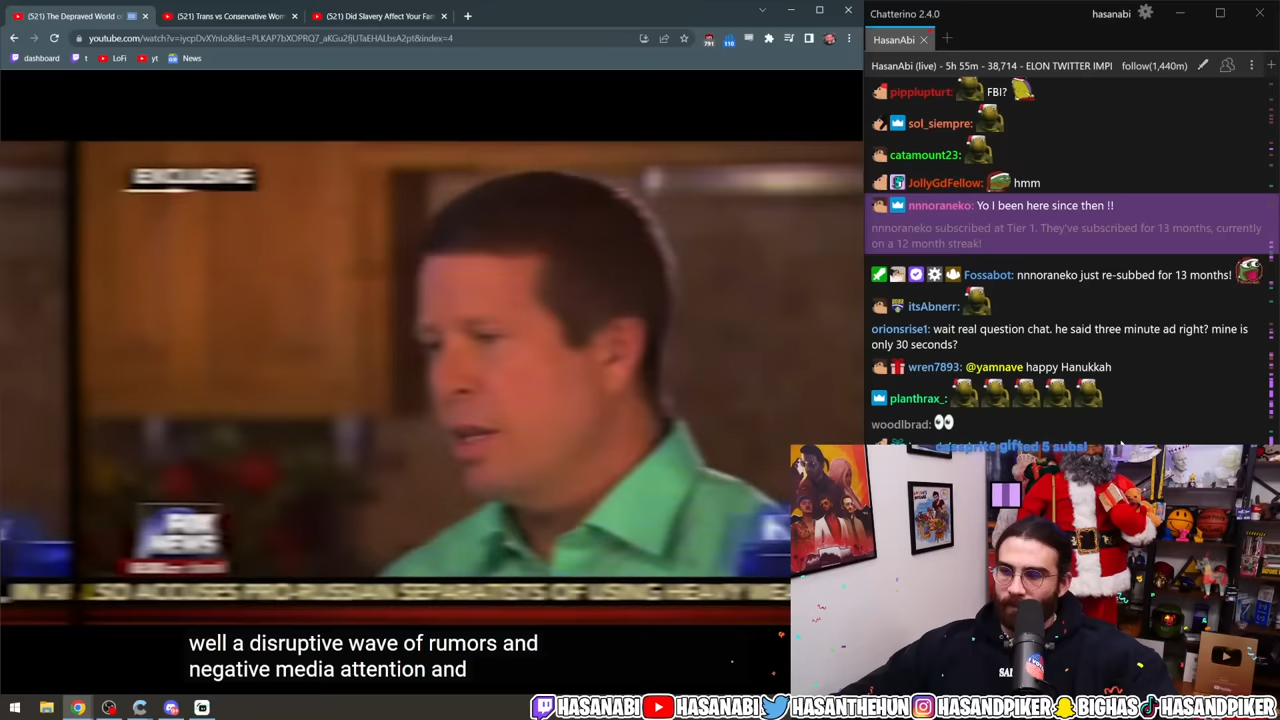 (521) The Depraved World o
(521) Trans vs Conservative Wom
(521) Did Slavery Affect Your Fam
youtube.com/watch?v=iycpDvXYnIo&list=PLKAP7bXOPRQ7_aKGu2fjUTaEHALbsA2pt&index=4
791
110
dashboard
t
LoFi
yt
News
EXCLUSIVE
FOX
NEWS
well a disruptive wave of rumors and
negative media attention and
Chatterino 2.4.0
hasanabi
HasanAbi
HasanAbi (live) - 5h 55m - 38,714 - ELON TWITTER IMPI
follow(1,440m)
pipplupturt: FBI?
sol_siempre:
catamount23:
JollyGdFellow: hmm
nnnoraneko: Yo I been here since then !!
nnnoraneko subscribed at Tier 1. They've subscribed for 13 months, currently
on a 12 month streak!
Fossabot: nnnoraneko just re-subbed for 13 months!
itsAbnerr:
orionsrise1: wait real question chat. he said three minute ad right? mine is
only 30 seconds?
wren7893: @yamnave happy Hanukkah
planthrax_:
woodlbrad:
gifted 5 subs!
HASANABI
HASANABI
HASANTHEHUN
HASANDPIKER
BIGHAS
HASANDPIKER